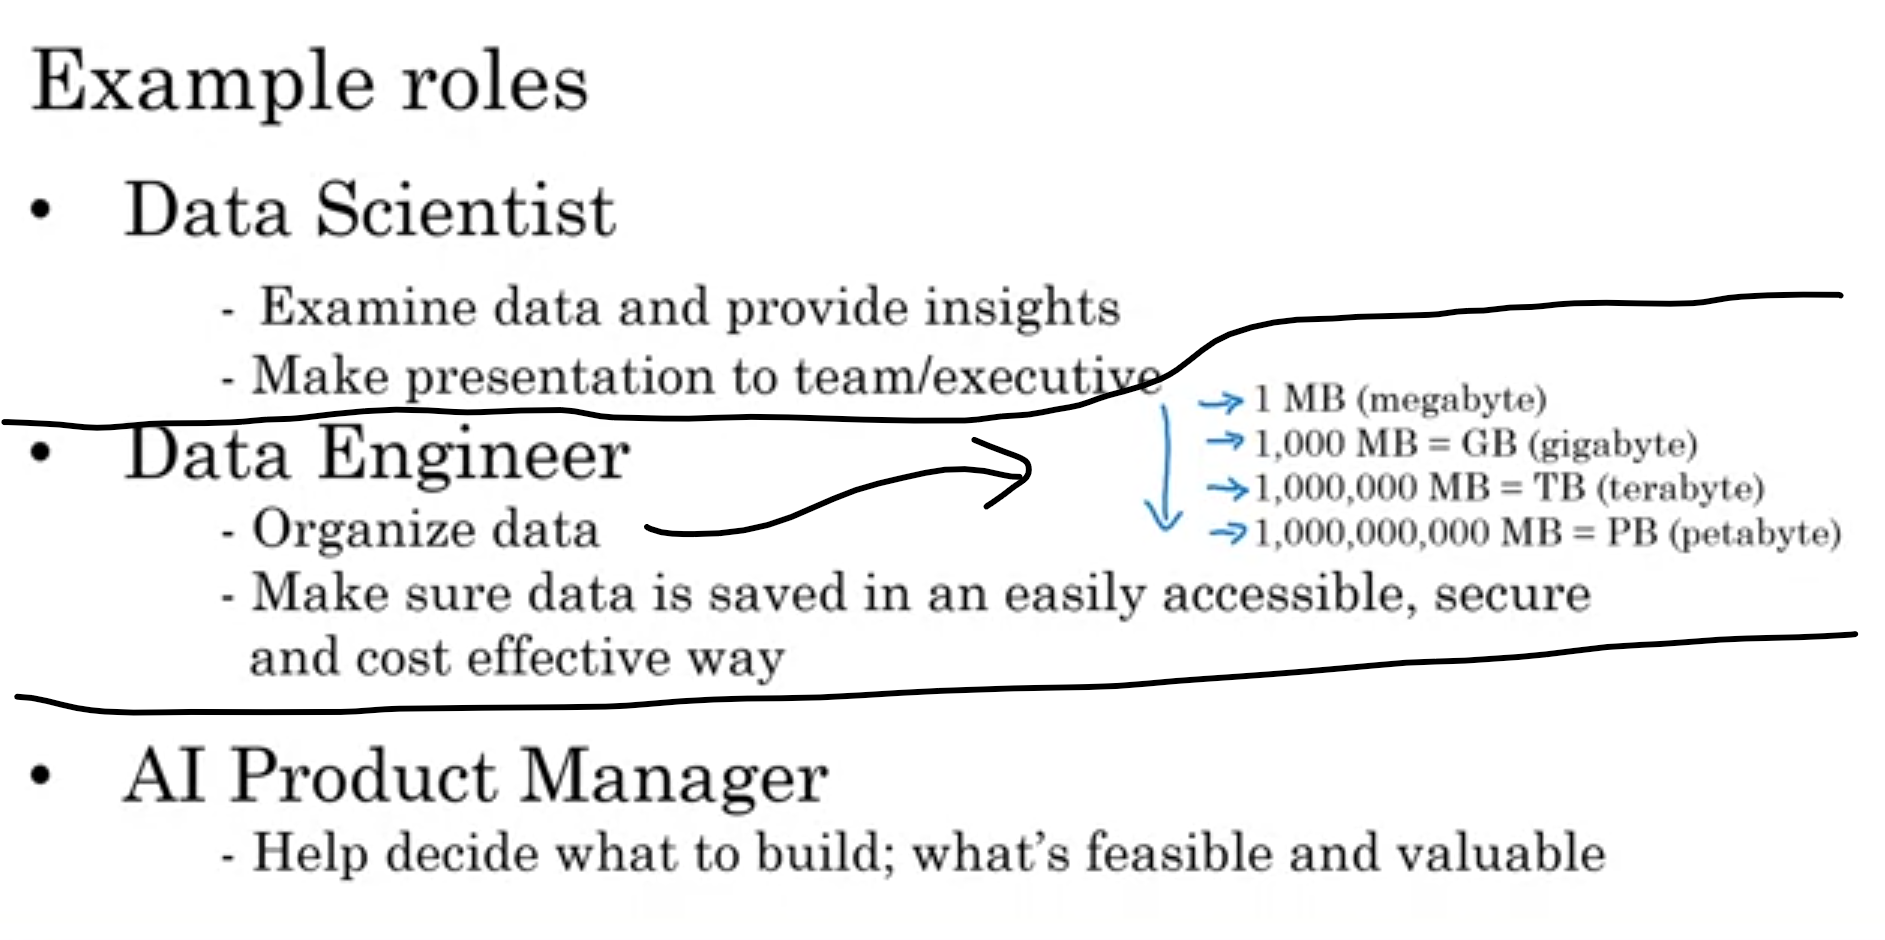 Example roles
• Data Scientist
- Examine data and provide insights
- Make presentation to team/executive
• Data Engineer
- Organize data
1 MB (megabyte)
1,000 MB = GB (gigabyte)
1,000,000 MB = TB (terabyte)
1,000,000,000 MB = PB (petabyte)
- Make sure data is saved in an easily accessible, secure
and cost effective way
• AI Product Manager
- Help decide what to build; what's feasible and valuable